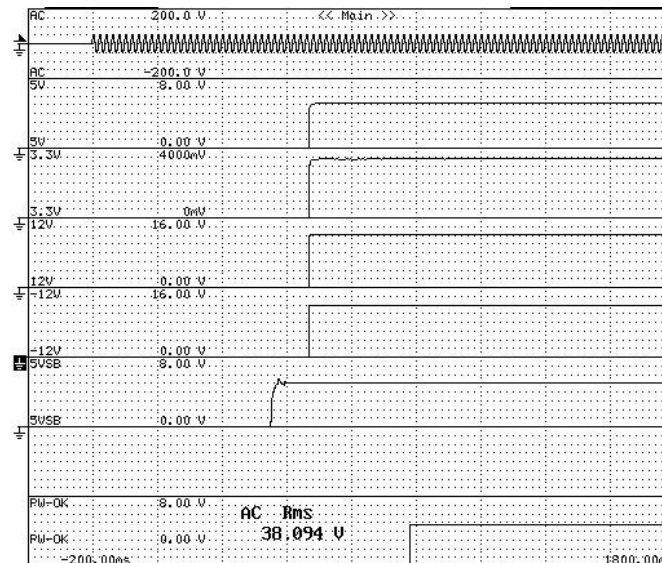 AC 200.0 V << Main >>
AC -200.0 V
5V 8.00 V
5V 0.00 V
3.3V 4000mV
3.3V 0mV
12V 16.00 V
12V 0.00 V
-12V 16.00 V
-12V 0.00 V
5VSB 8.00 V
5VSB 0.00 V
PW-OK 8.00 V
AC Rms
38.094 V
PW-OK 0.00 V
-200.00ms 1800.00m